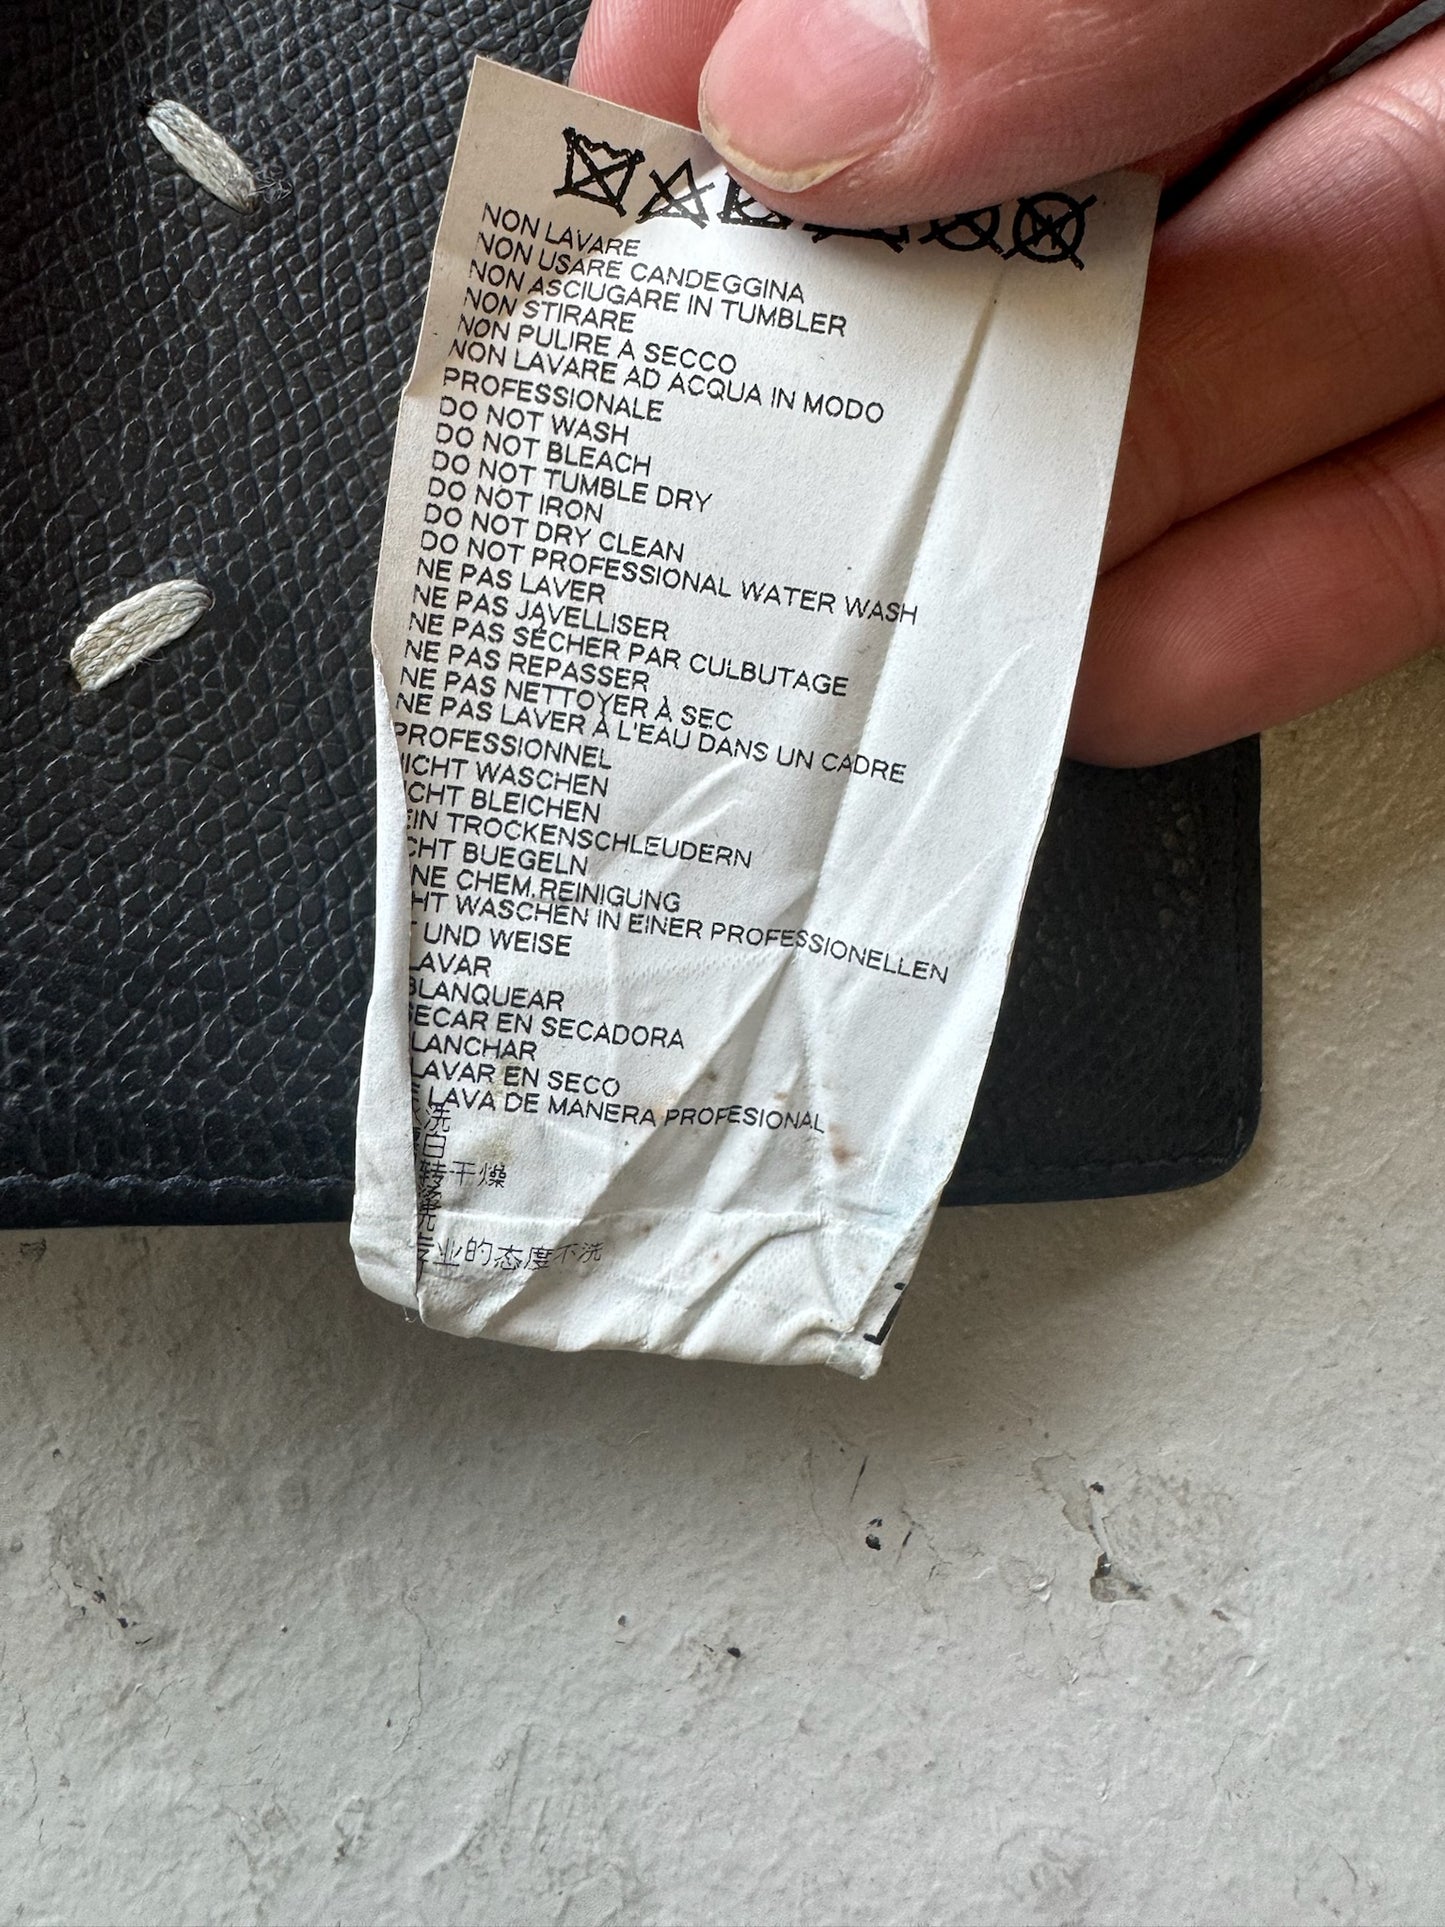 NON LAVARE
NON USARE CANDEGGINA
NON ASCIUGARE IN TUMBLER
NON STIRARE
NON PULIRE A SECCO
NON LAVARE AD ACQUA IN MODO
PROFESSIONALE
DO NOT WASH
DO NOT BLEACH
DO NOT TUMBLE DRY
DO NOT IRON
DO NOT DRY CLEAN
DO NOT PROFESSIONAL WATER WASH
NE PAS LAVER
NE PAS JAVELLISER
NE PAS SÉCHER PAR CULBUTAGE
NE PAS REPASSER
NE PAS NETTOYER À SEC
NE PAS LAVER À L'EAU DANS UN CADRE
PROFESSIONNEL
ICHT WASCHEN
CHT BLEICHEN
EIN TROCKENSCHLEUDERN
CHT BUEGELN
NE CHEM.REINIGUNG
HT WASCHEN IN EINER PROFESSIONELLEN
UND WEISE
LAVAR
BLANQUEAR
SECAR EN SECADORA
LANCHAR
LAVAR EN SECO
LAVA DE MANERA PROFESIONAL
洗
白
转干燥
业的态度不洗